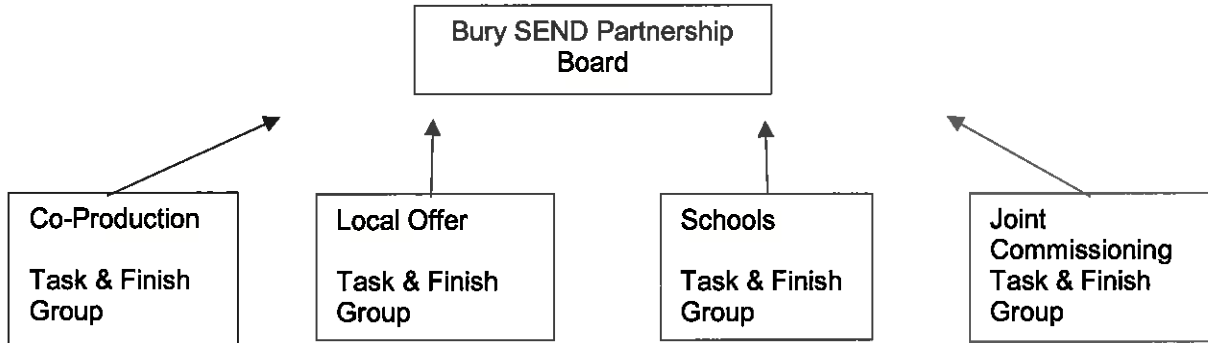 Bury SEND Partnership
Board
Co-Production
Task & Finish
Group
Local Offer
Task & Finish
Group
Schools
Task & Finish
Group
Joint
Commissioning
Task & Finish
Group